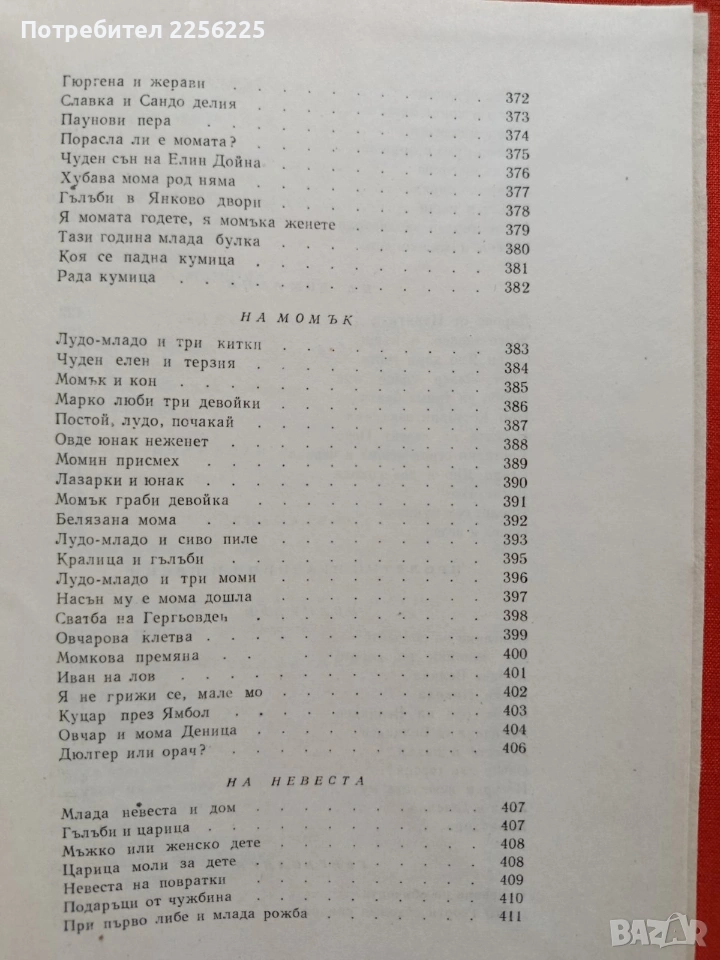 Потребител 2256225
Гюргена и жерави . . . . . . . . . . 372
Славка и Сандо делия . . . . . . . . . 373
Паунови пера . . . . . . . . . . . 374
Порасла ли е момата? . . . . . . . . . 375
Чуден сън на Елин Дойна . . . . . . . . 376
Хубава мома род няма . . . . . . . . . 377
Гълъби в Янково двори . . . . . . . . 378
Я момата годете, я момъка женете . . . . . . 379
Тази година млада булка . . . . . . . . 380
Коя се падна кумица . . . . . . . . . 381
Рада кумица . . . . . . . . . . . 382
НА МОМЪК
Лудо-младо и три китки . . . . . . . . 383
Чуден елен и терзия . . . . . . . . . 384
Момък и кон . . . . . . . . . . . 385
Марко люби три девойки . . . . . . . . 386
Постой, лудо, почакай . . . . . . . . . 387
Овде юнак неженет . . . . . . . . . . 388
Момин присмех . . . . . . . . . . . 389
Лазарки и юнак . . . . . . . . . . . 390
Момък граби девойка . . . . . . . . . 391
Белязана мома . . . . . . . . . . . 392
Лудо-младо и сиво пиле . . . . . . . . 393
Кралица и гълъби . . . . . . . . . . 395
Лудо-младо и три моми . . . . . . . . 396
Насън му е мома дошла . . . . . . . . 397
Сватба на Гергьовден . . . . . . . . . 398
Овчарова клетва . . . . . . . . . . 399
Момкова премяна . . . . . . . . . . 400
Иван на лов . . . . . . . . . . . 401
Я не грижи се, мале мо . . . . . . . . 402
Куцар през Ямбол . . . . . . . . . . 403
Овчар и мома Деница . . . . . . . . . 404
Дюлгер или орач? . . . . . . . . . . 406
НА НЕВЕСТА
Млада невеста и дом . . . . . . . . . 407
Гълъби и царица . . . . . . . . . . 407
Мъжко или женско дете . . . . . . . . 408
Царица моли за дете . . . . . . . . . 408
Невеста на повратки . . . . . . . . . 409
Подаръци от чужбина . . . . . . . . . 410
При първо либе и млада рожба . . . . . . . 411
BAZAR